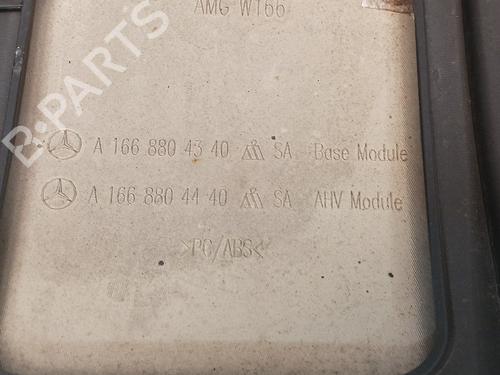 AMG W166
B-PARTS
A 166 880 43 40 SA Base Module
A 166 880 44 40 SA AHV Module
>PC/ABS<